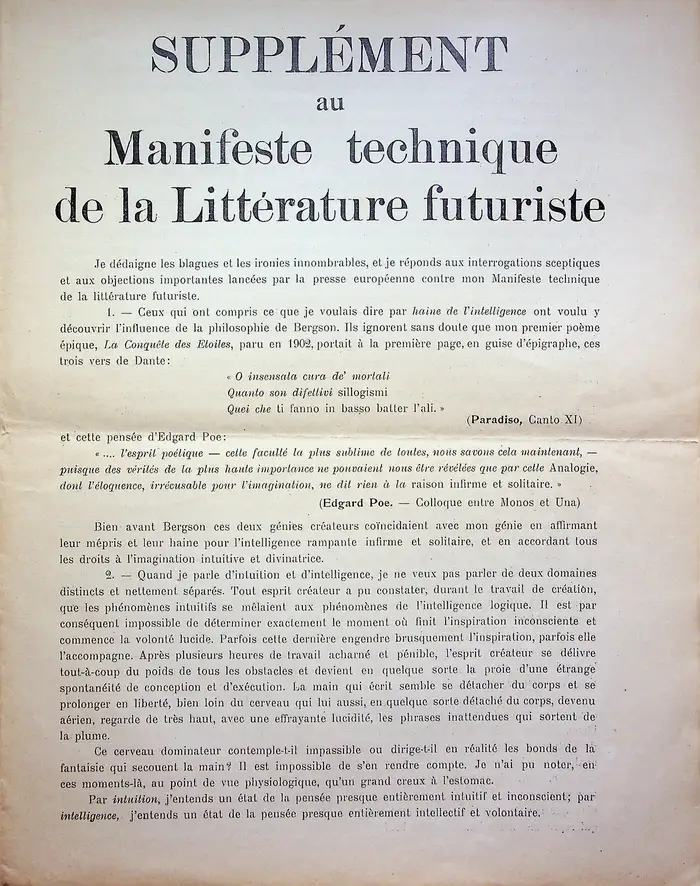 SUPPLÉMENT
au
Manifeste technique
de la Littérature futuriste
Je dédaigne les blagues et les ironies innombrables, et je réponds aux interrogations sceptiques
et aux objections importantes lancées par la presse européenne contre mon Manifeste technique
de la littérature futuriste.
1. — Ceux qui ont compris ce que je voulais dire par haine de l'intelligence ont voulu y
découvrir l'influence de la philosophie de Bergson. Ils ignorent sans doute que mon premier poème
épique, La Conquête des Etoiles, paru en 1902, portait à la première page, en guise d'épigraphe, ces
trois vers de Dante:
« O insensata cura de' mortali
Quanto son difettivi sillogismi
Quei che ti fanno in basso batter l'ali. »
(Paradiso, Canto XI)
et cette pensée d'Edgard Poe:
« .... l'esprit poétique — cette faculté la plus sublime de toutes, nous savons cela maintenant, —
puisque des vérités de la plus haute importance ne pouvaient nous être révélées que par cette Analogie,
dont l'éloquence, irrécusable pour l'imagination, ne dit rien à la raison infirme et solitaire. »
(Edgard Poe. — Colloque entre Monos et Una)
Bien avant Bergson ces deux génies créateurs coïncidaient avec mon génie en affirmant
leur mépris et leur haine pour l'intelligence rampante infirme et solitaire, et en accordant tous
les droits à l'imagination intuitive et divinatrice.
2. — Quand je parle d'intuition et d'intelligence, je ne veux pas parler de deux domaines
distincts et nettement séparés. Tout esprit créateur a pu constater, durant le travail de création,
que les phénomènes intuitifs se mêlaient aux phénomènes de l'intelligence logique. Il est par
conséquent impossible de déterminer exactement le moment où finit l'inspiration inconsciente et
commence la volonté lucide. Parfois cette dernière engendre brusquement l'inspiration, parfois elle
l'accompagne. Après plusieurs heures de travail acharné et pénible, l'esprit créateur se délivre
tout-à-coup du poids de tous les obstacles et devient en quelque sorte la proie d'une étrange
spontanéité de conception et d'exécution. La main qui écrit semble se détacher du corps et se
prolonger en liberté, bien loin du cerveau qui lui aussi, en quelque sorte détaché du corps, devenu
aérien, regarde de très haut, avec une effrayante lucidité, les phrases inattendues qui sortent de
la plume.
Ce cerveau dominateur contemple-t-il impassible ou dirige-t-il en réalité les bonds de la
fantaisie qui secouent la main? Il est impossible de s'en rendre compte. Je n'ai pu noter, en
ces moments-là, au point de vue physiologique, qu'un grand creux à l'estomac.
Par intuition, j'entends un état de la pensée presque entièrement intuitif et inconscient; par
intelligence, j'entends un état de la pensée presque entièrement intellectif et volontaire.